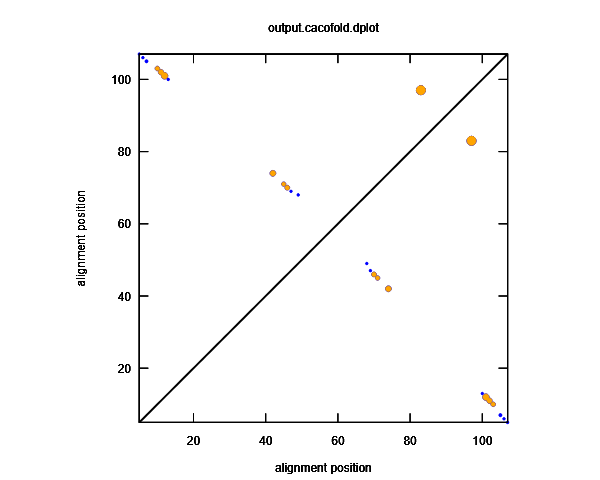 output.cacofold.dplot
100
80
60
40
20
alignment position
20 40 60 80 100
alignment position